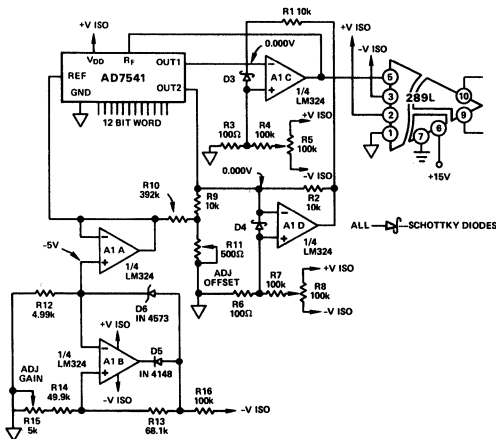 +V ISO
R1 10k
+V ISO
-V ISO
VDD
RF
OUT1
0.000V
REF
AD7541
OUT2
D3
A1 C
5
3
2
1
289L
10
9
7
6
GND
12 BIT WORD
1/4
LM324
R3
100Ω
R4
100k
+V ISO
R5
100k
-V ISO
+15V
0.000V
R10
392k
R9
10k
R2
10k
D4
A1 D
ALL
SCHOTTKY DIODES
A1 A
1/4
LM324
-5V
R11
500Ω
ADJ
OFFSET
1/4
LM324
+V ISO
R6
100Ω
R7
100k
R8
100k
-V ISO
R12
4.99k
D6
IN 4573
+V ISO
1/4
LM324
A1 B
D5
IN 4148
ADJ
GAIN
R14
49.9k
-V ISO
R16
100k
-V ISO
R15
5k
R13
68.1k